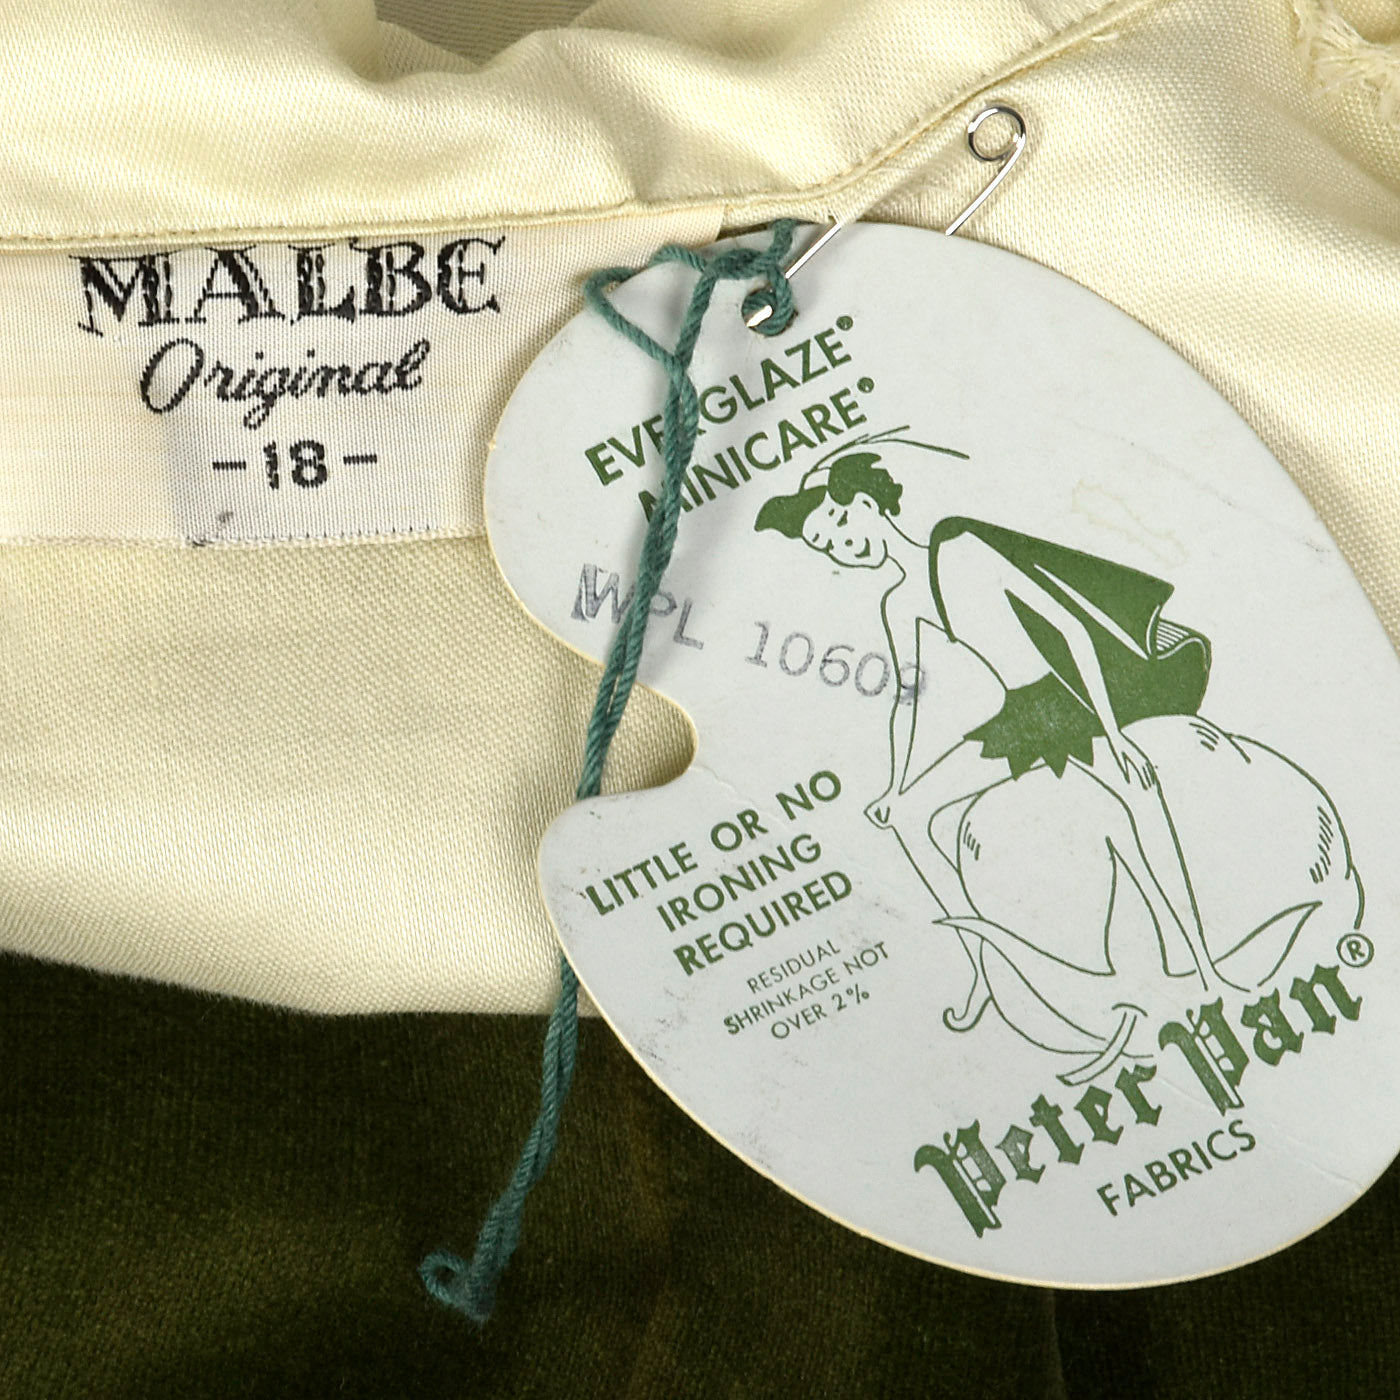 MALBE
Original
-18-
EVERGLAZE®
MINICARE®
WPL 10609
LITTLE OR NO
IRONING
REQUIRED
RESIDUAL
SHRINKAGE NOT
OVER 2%
Peter Pan®
FABRICS